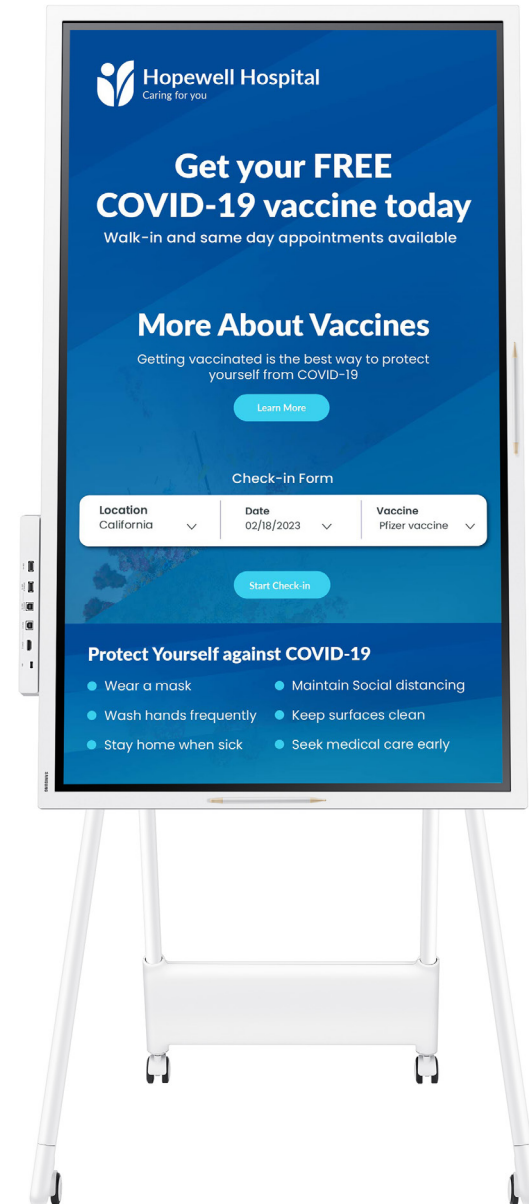 Hopewell Hospital
Caring for you
Get your FREE
COVID-19 vaccine today
Walk-in and same day appointments available
More About Vaccines
Getting vaccinated is the best way to protect
yourself from COVID-19
Learn More
Check-in Form
Location
California
Date
02/18/2023
Vaccine
Pfizer vaccine
Start Check-in
Protect Yourself against COVID-19
Wear a mask
Maintain Social distancing
Wash hands frequently
Keep surfaces clean
Stay home when sick
Seek medical care early
SAMSUNG